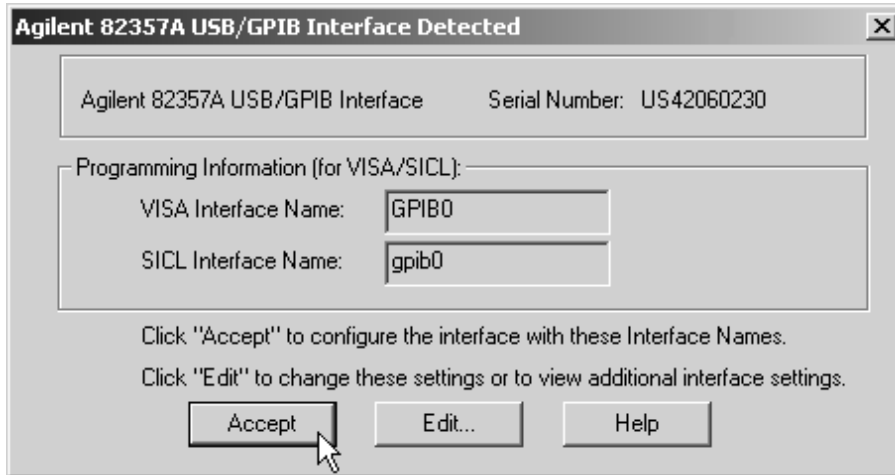 Agilent 82357A USB/GPIB Interface Detected
Agilent 82357A USB/GPIB Interface Serial Number: US42060230
Programming Information (for VISA/SICL):
VISA Interface Name: GPIB0
SICL Interface Name: gpib0
Click "Accept" to configure the interface with these Interface Names.
Click "Edit" to change these settings or to view additional interface settings.
Accept Edit... Help